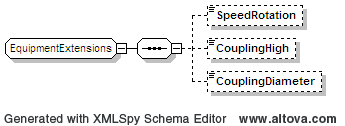 SpeedRotation
EquipmentExtensions
CouplingHigh
CouplingDiameter
Generated with XMLSpy Schema Editor www.altova.com